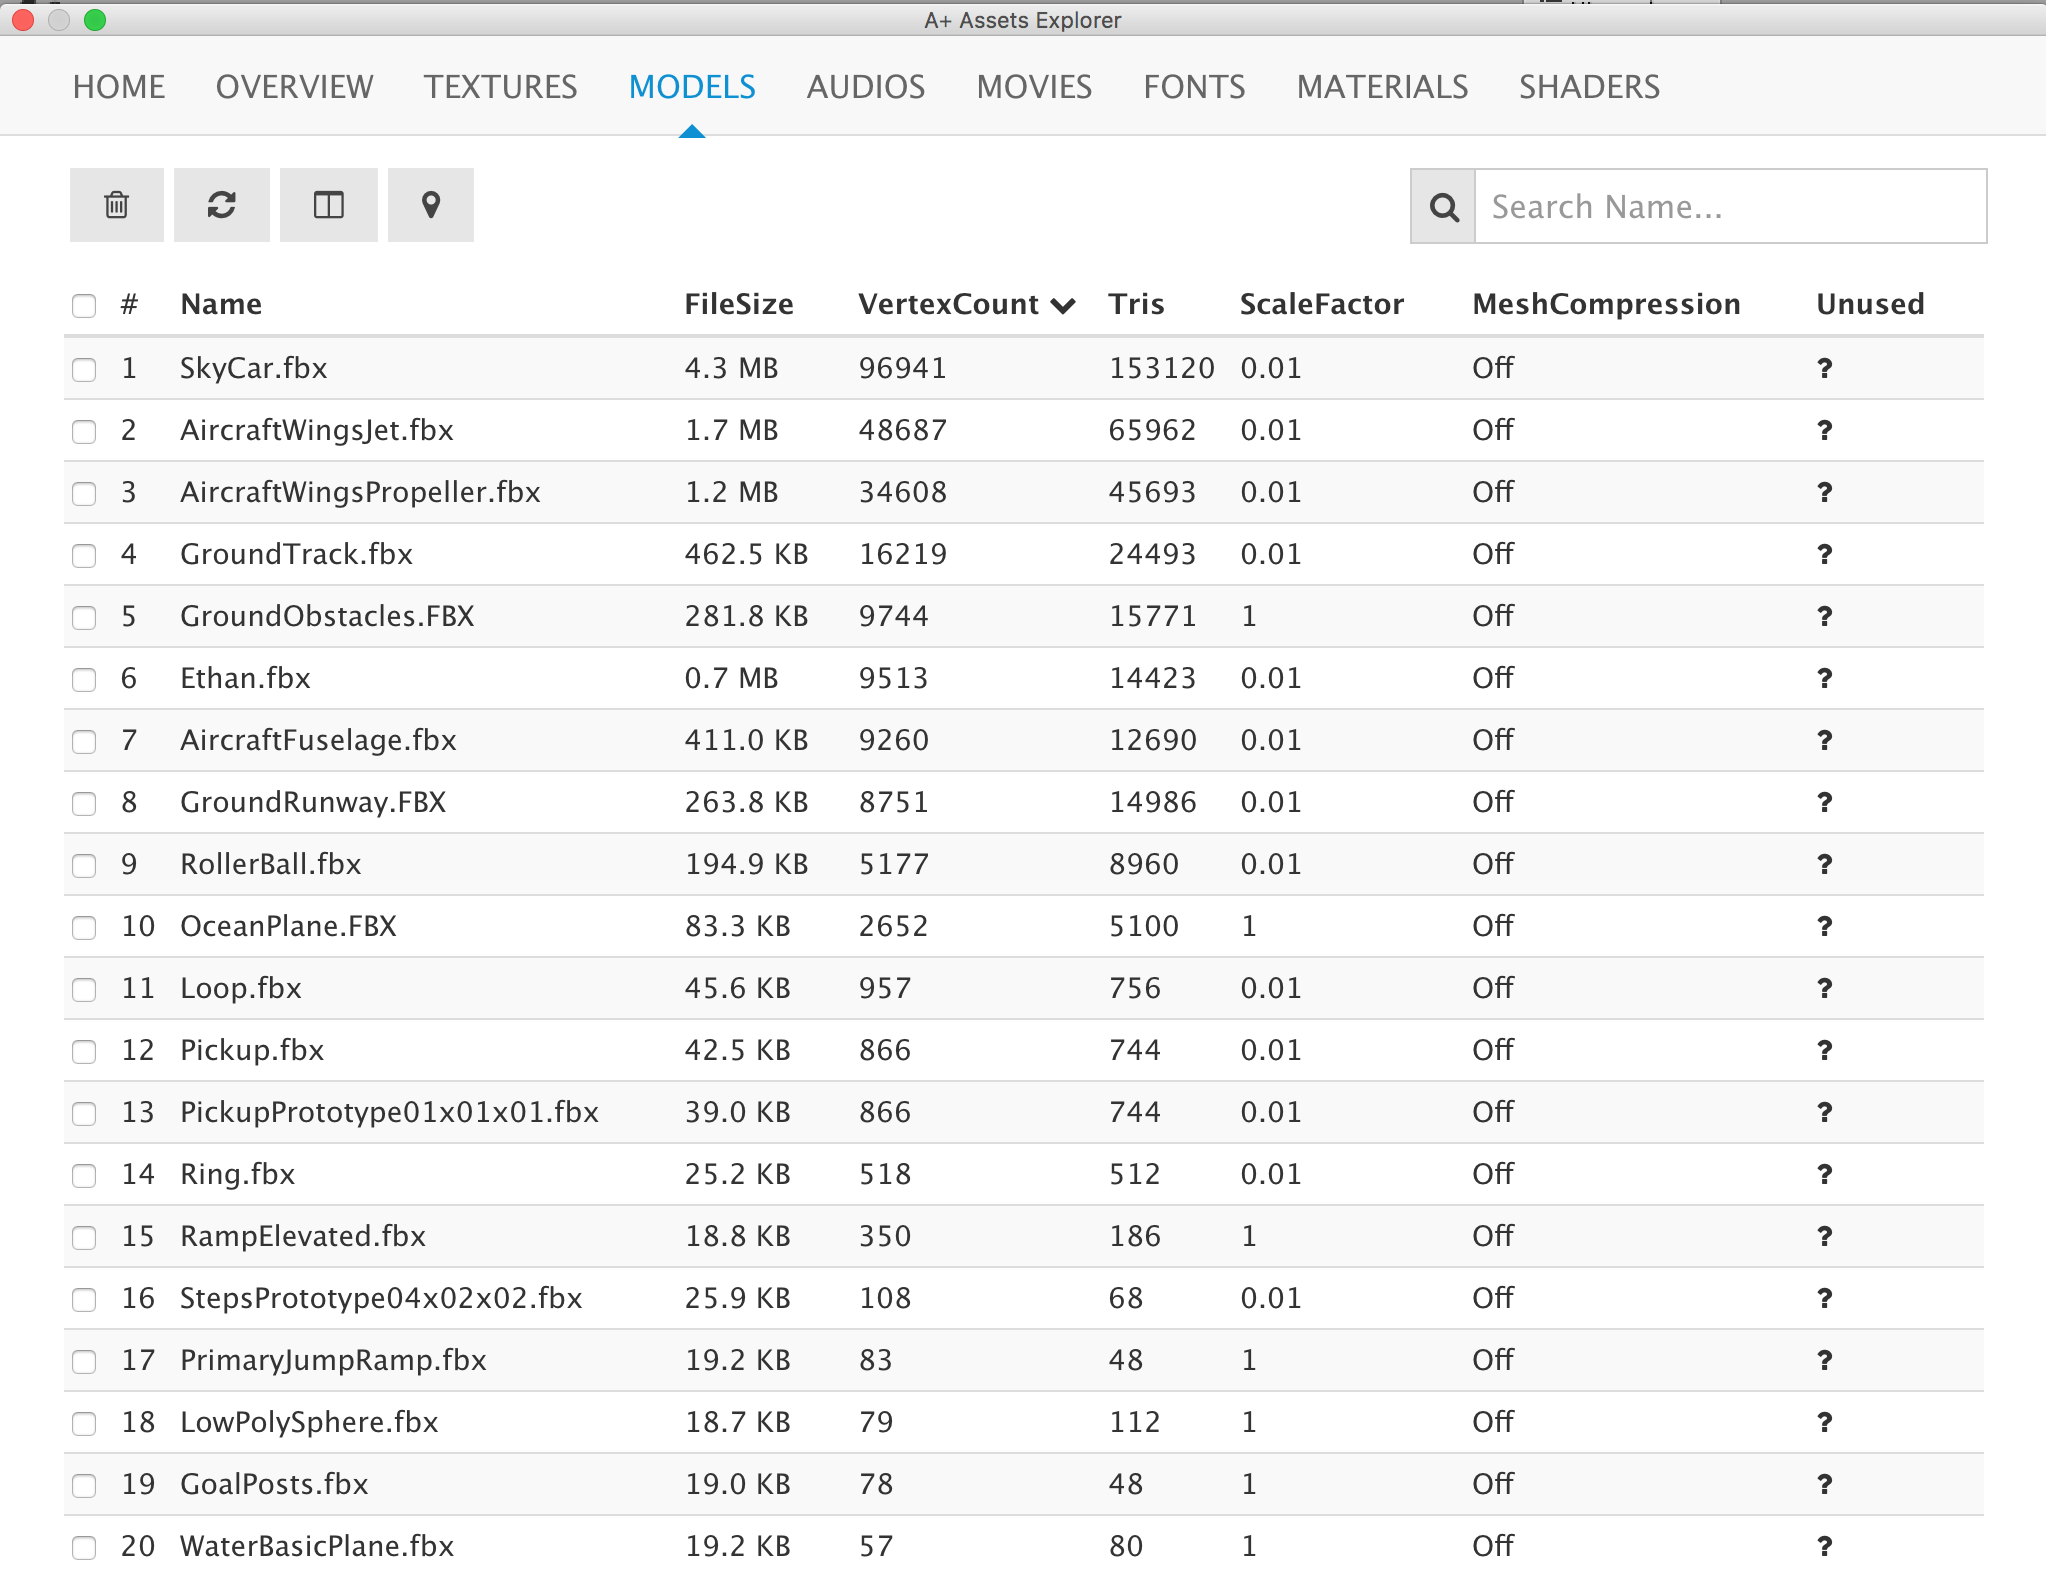 A+ Assets Explorer
HOME OVERVIEW TEXTURES MODELS AUDIOS MOVIES FONTS MATERIALS SHADERS
Search Name...
# Name FileSize VertexCount Tris ScaleFactor MeshCompression Unused
1 SkyCar.fbx 4.3 MB 96941 153120 0.01 Off ?
2 AircraftWingsJet.fbx 1.7 MB 48687 65962 0.01 Off ?
3 AircraftWingsPropeller.fbx 1.2 MB 34608 45693 0.01 Off ?
4 GroundTrack.fbx 462.5 KB 16219 24493 0.01 Off ?
5 GroundObstacles.FBX 281.8 KB 9744 15771 1 Off ?
6 Ethan.fbx 0.7 MB 9513 14423 0.01 Off ?
7 AircraftFuselage.fbx 411.0 KB 9260 12690 0.01 Off ?
8 GroundRunway.FBX 263.8 KB 8751 14986 0.01 Off ?
9 RollerBall.fbx 194.9 KB 5177 8960 0.01 Off ?
10 OceanPlane.FBX 83.3 KB 2652 5100 1 Off ?
11 Loop.fbx 45.6 KB 957 756 0.01 Off ?
12 Pickup.fbx 42.5 KB 866 744 0.01 Off ?
13 PickupPrototype01x01x01.fbx 39.0 KB 866 744 0.01 Off ?
14 Ring.fbx 25.2 KB 518 512 0.01 Off ?
15 RampElevated.fbx 18.8 KB 350 186 1 Off ?
16 StepsPrototype04x02x02.fbx 25.9 KB 108 68 0.01 Off ?
17 PrimaryJumpRamp.fbx 19.2 KB 83 48 1 Off ?
18 LowPolySphere.fbx 18.7 KB 79 112 1 Off ?
19 GoalPosts.fbx 19.0 KB 78 48 1 Off ?
20 WaterBasicPlane.fbx 19.2 KB 57 80 1 Off ?